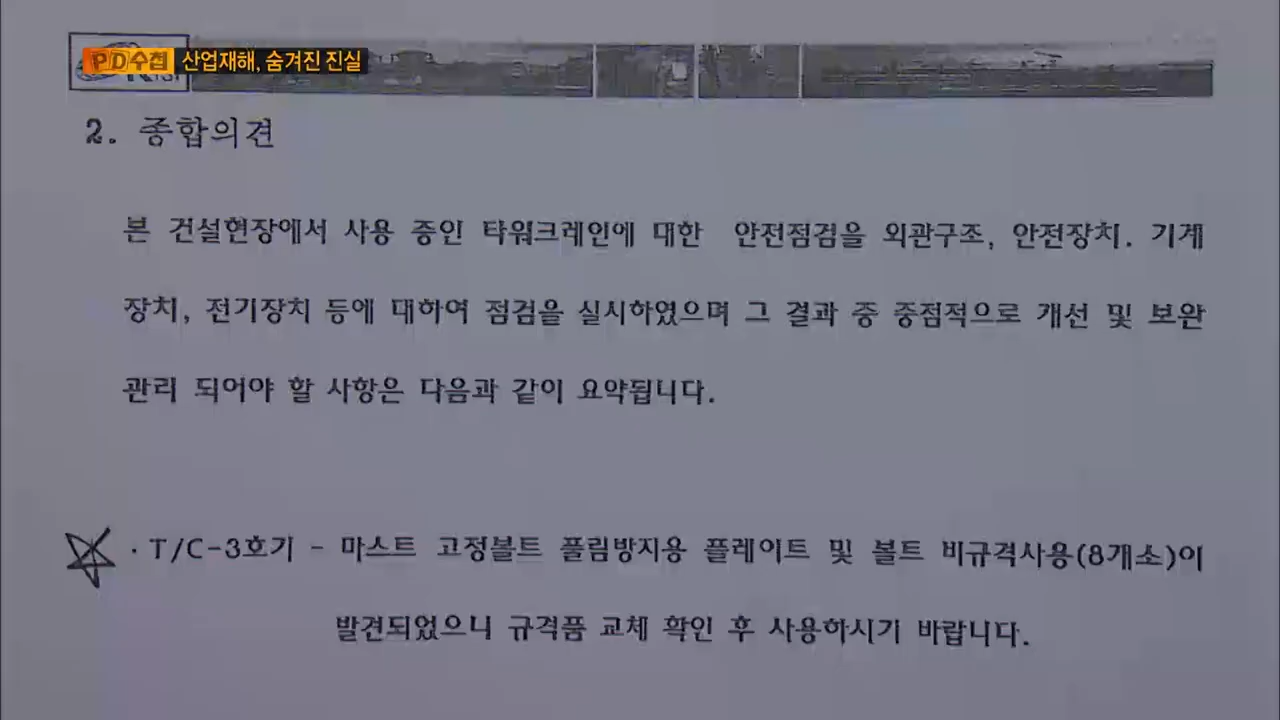 PD수첩 산업재해, 숨겨진 진실
2. 종합의견
본 건설현장에서 사용 중인 타워크레인에 대한 안전점검을 외관구조, 안전장치. 기계
장치, 전기장치 등에 대하여 점검을 실시하였으며 그 결과 중 중점적으로 개선 및 보완
관리 되어야 할 사항은 다음과 같이 요약됩니다.
· T/C-3호기 - 마스트 고정볼트 풀림방지용 플레이트 및 볼트 비규격사용(8개소)이
발견되었으니 규격품 교체 확인 후 사용하시기 바랍니다.